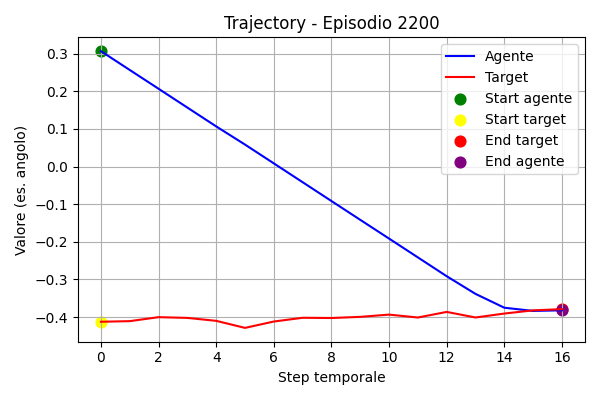 Trajectory - Episodio 2200
Valore (es. angolo)
0.3
0.2
0.1
0.0
−0.1
−0.2
−0.3
−0.4
Agente
Target
Start agente
Start target
End target
End agente
0 2 4 6 8 10 12 14 16
Step temporale